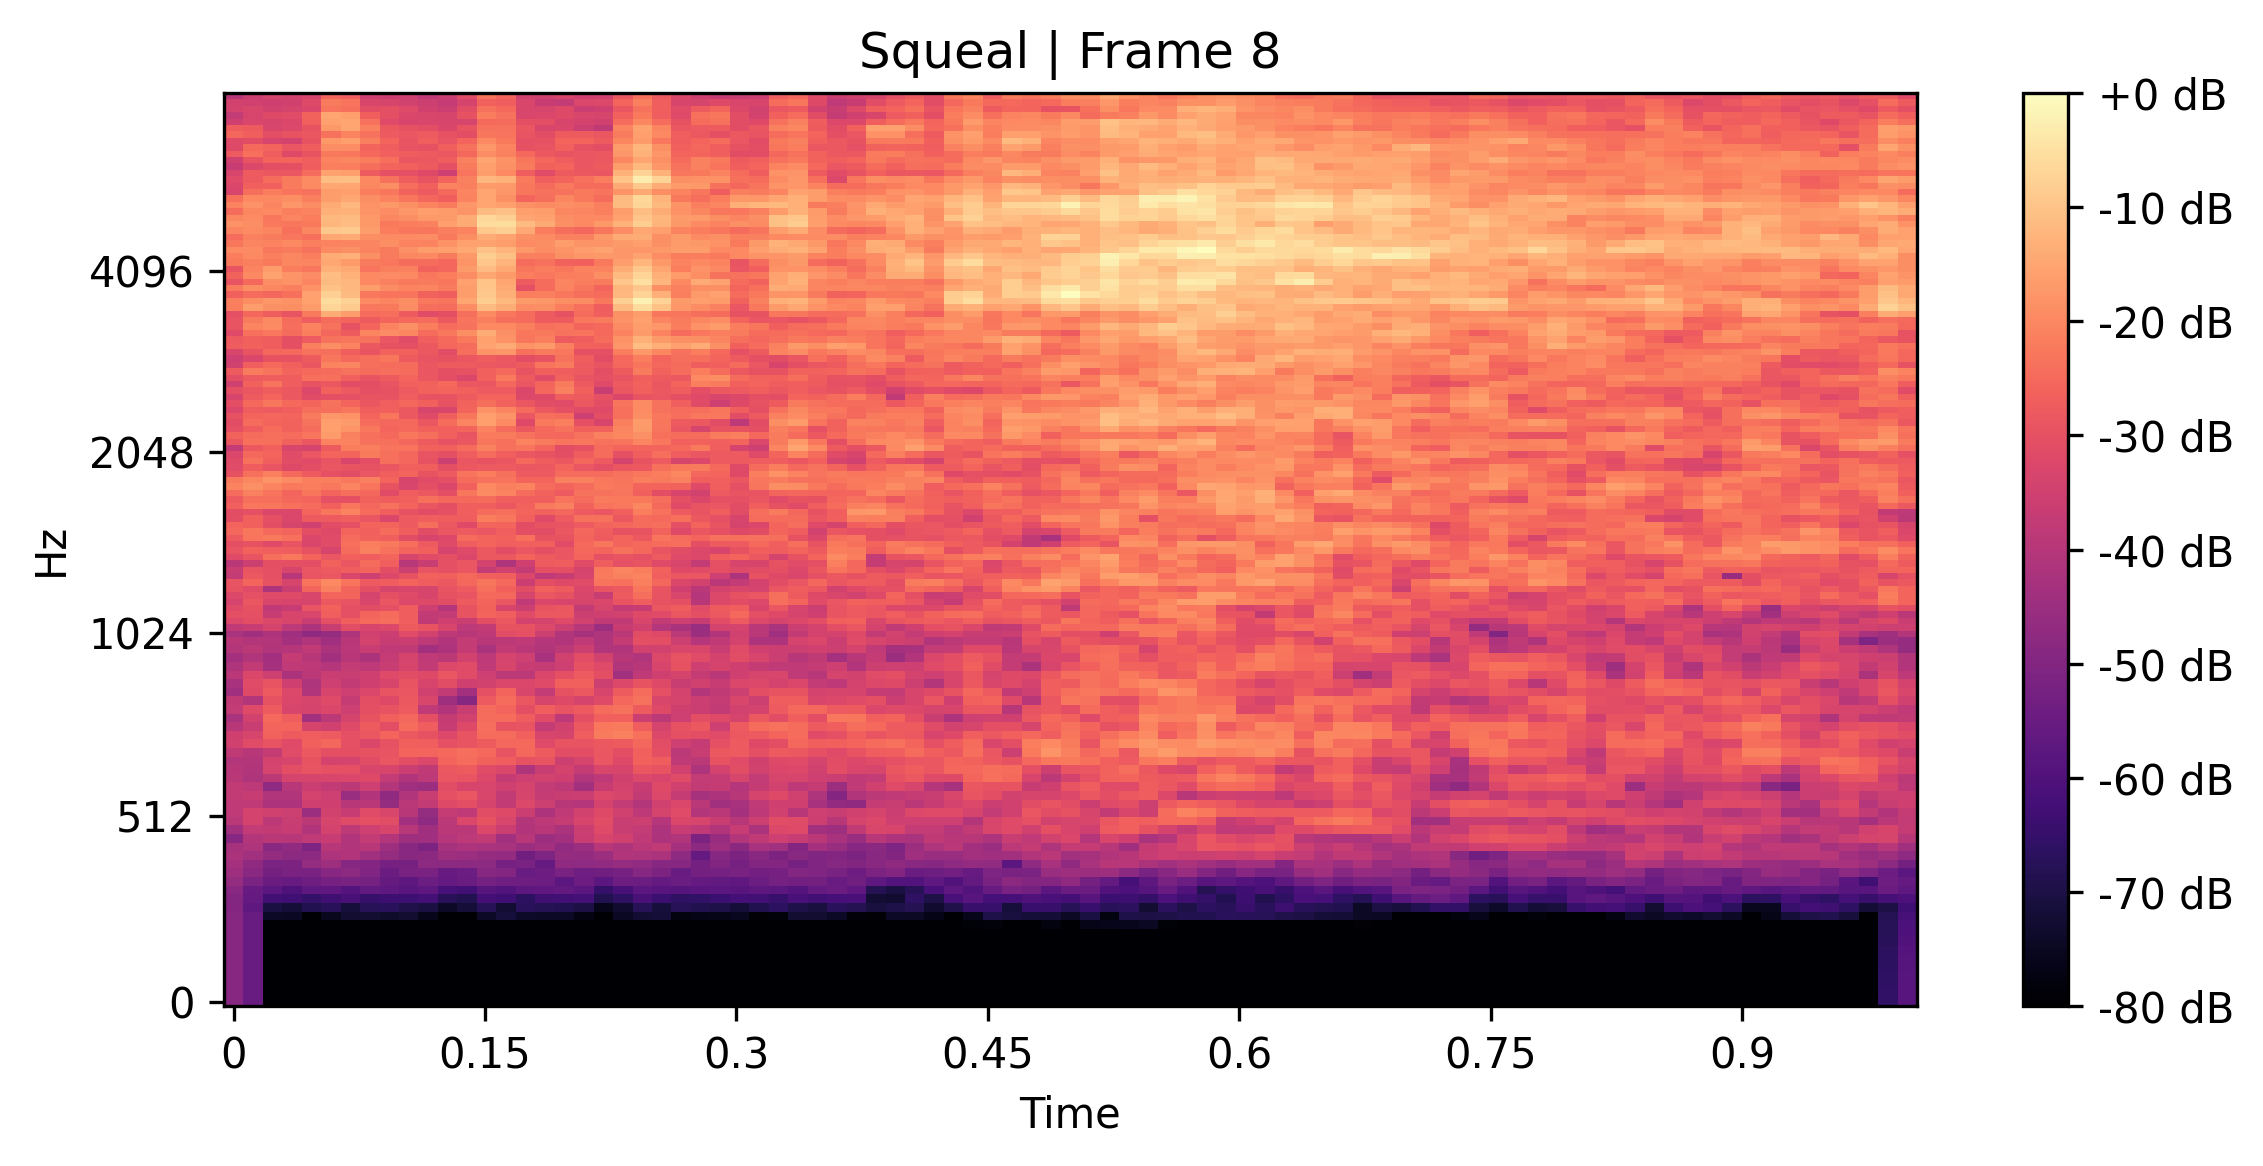 Squeal | Frame 8
Hz
4096
2048
1024
512
0
0 0.15 0.3 0.45 0.6 0.75 0.9
Time
+0 dB
-10 dB
-20 dB
-30 dB
-40 dB
-50 dB
-60 dB
-70 dB
-80 dB